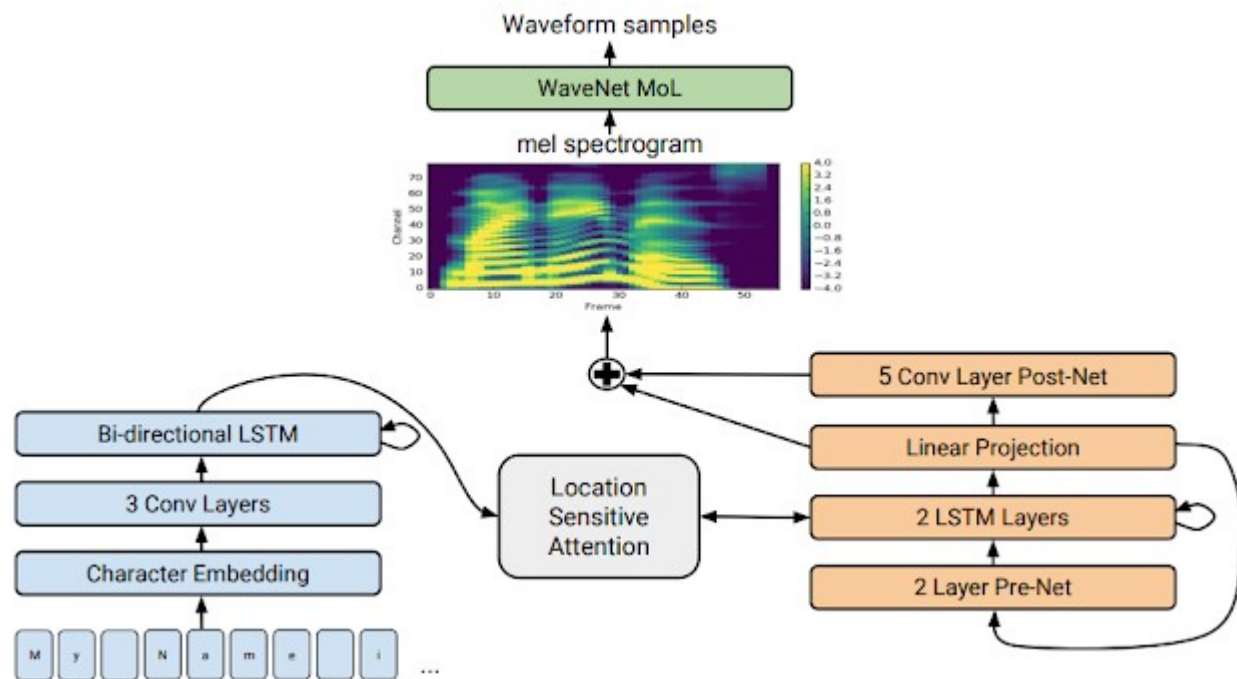 Waveform samples
WaveNet MoL
mel spectrogram
Channel
70
60
50
40
30
20
10
0
0 10 20 30 40 50
Frame
4.0
3.2
2.4
1.6
0.8
0.0
−0.8
−1.6
−2.4
−3.2
−4.0
5 Conv Layer Post-Net
Bi-directional LSTM
Linear Projection
3 Conv Layers
Location
Sensitive
Attention
2 LSTM Layers
Character Embedding
2 Layer Pre-Net
M y N a m e i ...